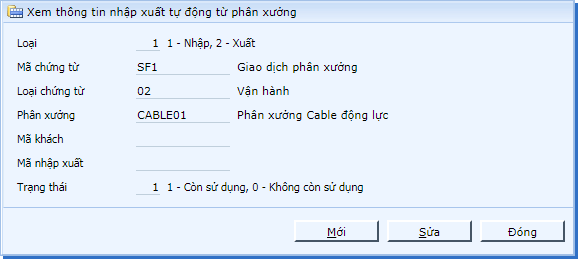 Xem thông tin nhập xuất tự động từ phân xưởng
Loại 1 1 - Nhập, 2 - Xuất
Mã chứng từ SF1 Giao dịch phân xưởng
Loại chứng từ 02 Vận hành
Phân xưởng CABLE01 Phân xưởng Cable động lực
Mã khách
Mã nhập xuất
Trạng thái 1 1 - Còn sử dụng, 0 - Không còn sử dụng
Mới Sửa Đóng